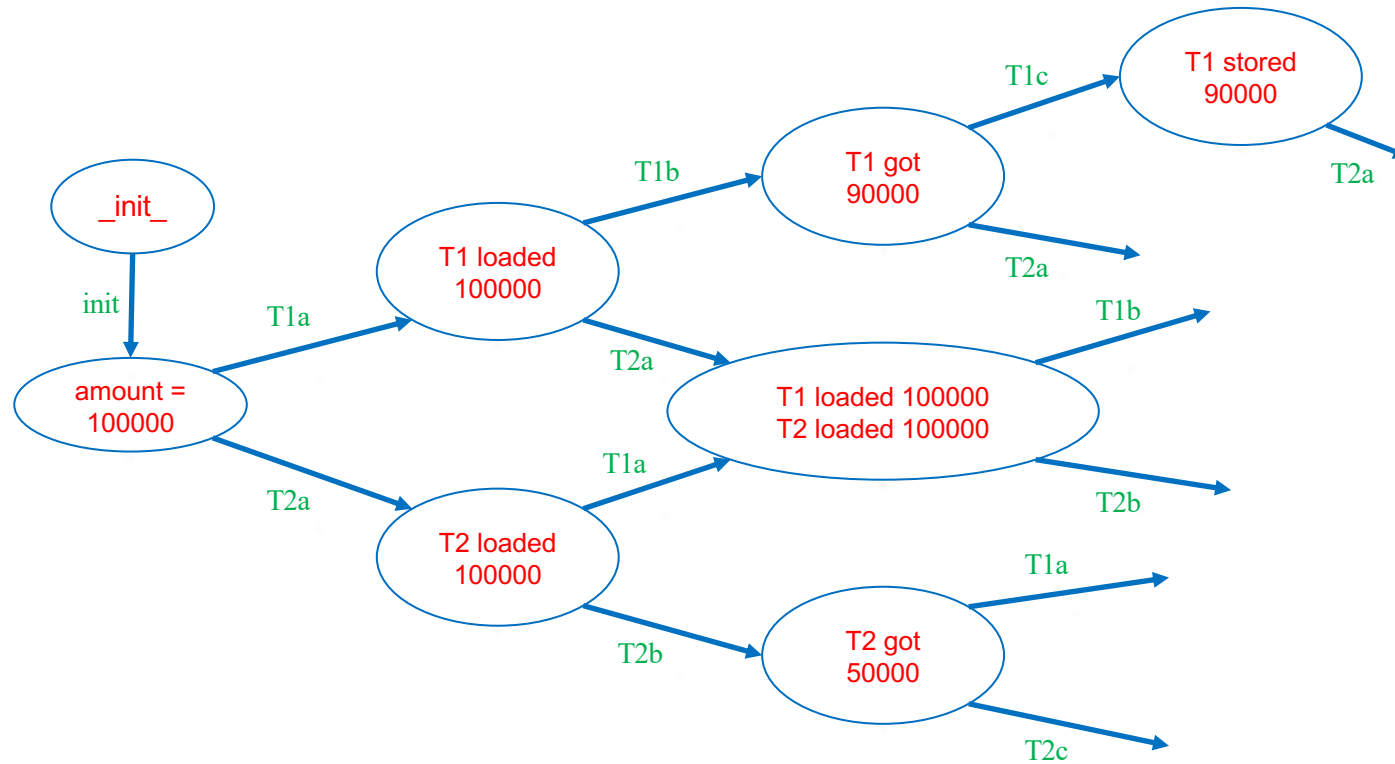 _init_
init
amount =
100000
T1a
T2a
T1 loaded
100000
T2 loaded
100000
T1b
T2a
T1a
T2b
T1 got
90000
T1 loaded 100000
T2 loaded 100000
T2 got
50000
T1c
T2a
T1b
T2b
T1a
T2c
T1 stored
90000
T2a